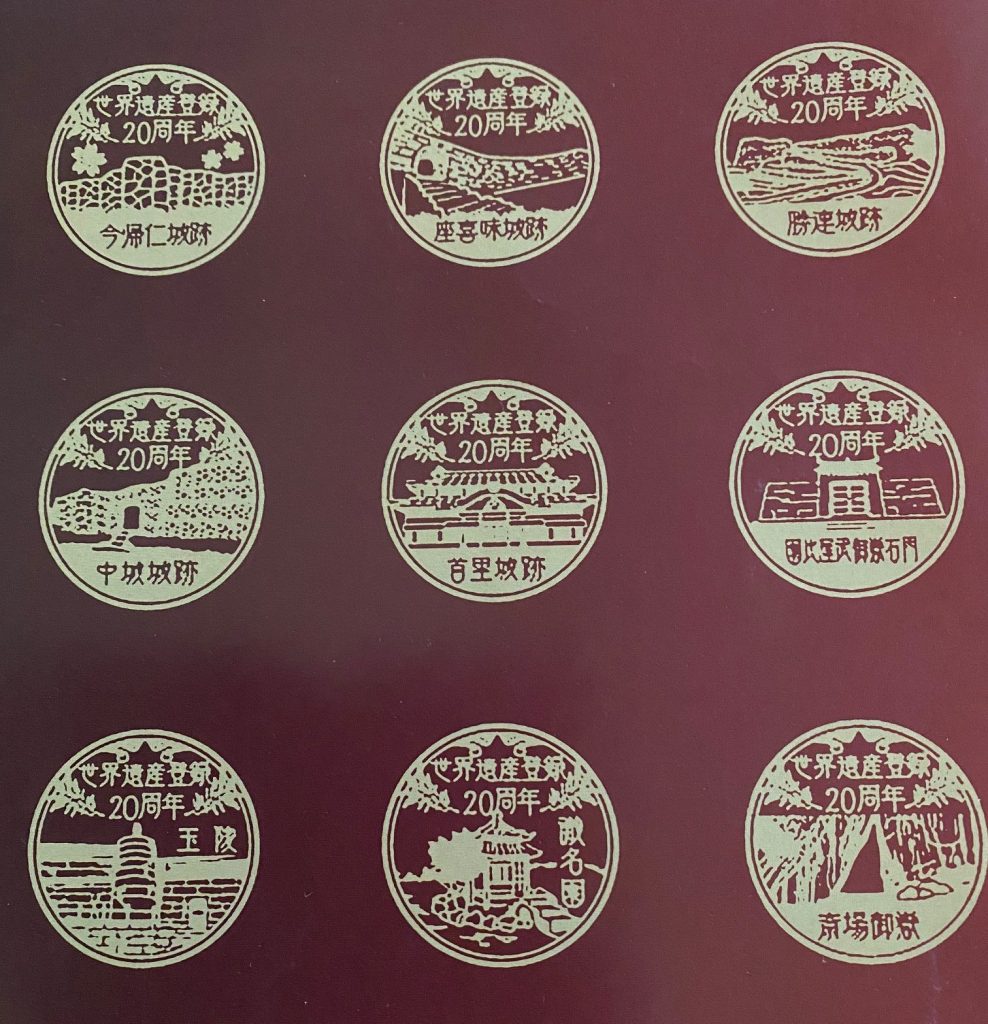 世界遺産登録
20周年
今帰仁城跡
世界遺産登録
20周年
座喜味城跡
世界遺産登録
20周年
勝連城跡
世界遺産登録
20周年
中城城跡
世界遺産登録
20周年
首里城跡
世界遺産登録
20周年
園比屋武御嶽石門
世界遺産登録
20周年
玉陵
世界遺産登録
20周年
識名園
世界遺産登録
20周年
斎場御嶽